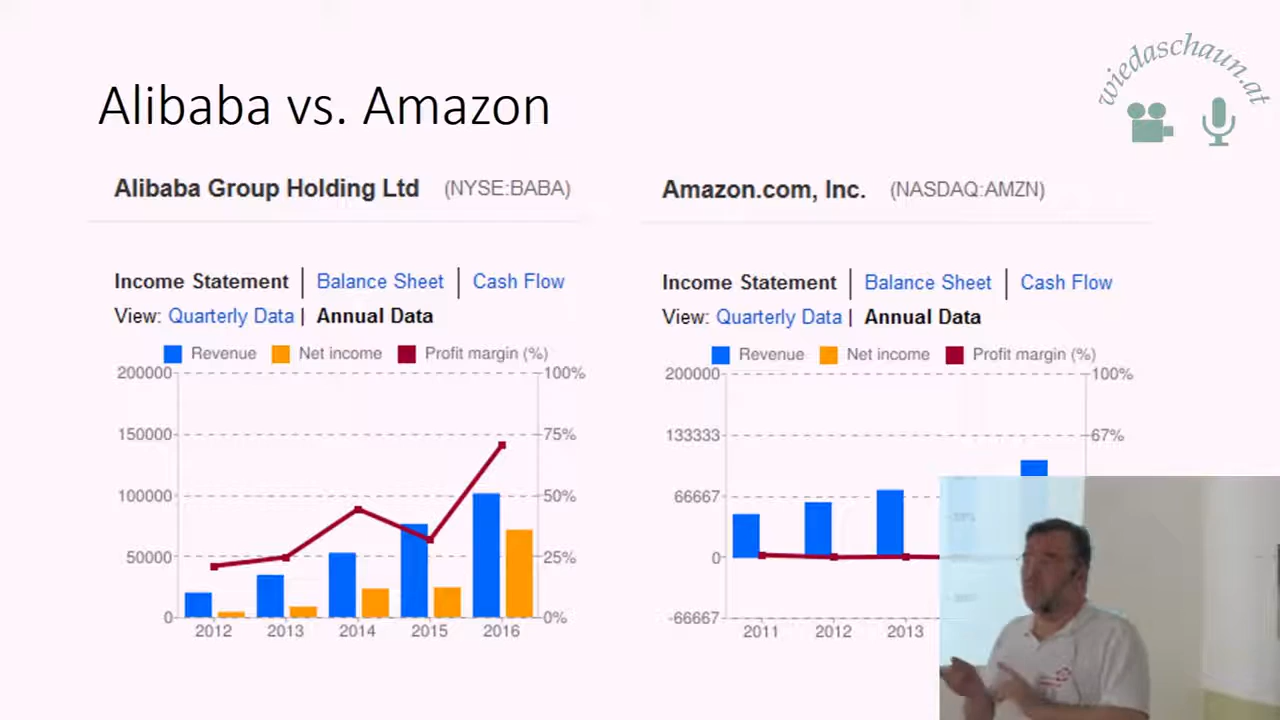 wiedaschaun.at
Alibaba vs. Amazon
Alibaba Group Holding Ltd (NYSE:BABA)
Income Statement | Balance Sheet | Cash Flow
View: Quarterly Data | Annual Data
Revenue Net income Profit margin (%)
200000 100%
150000 75%
100000 50%
50000 25%
0 0%
2012 2013 2014 2015 2016
Amazon.com, Inc. (NASDAQ:AMZN)
Income Statement | Balance Sheet | Cash Flow
View: Quarterly Data | Annual Data
Revenue Net income Profit margin (%)
200000 100%
133333 67%
66667
0
-66667
2011 2012 2013